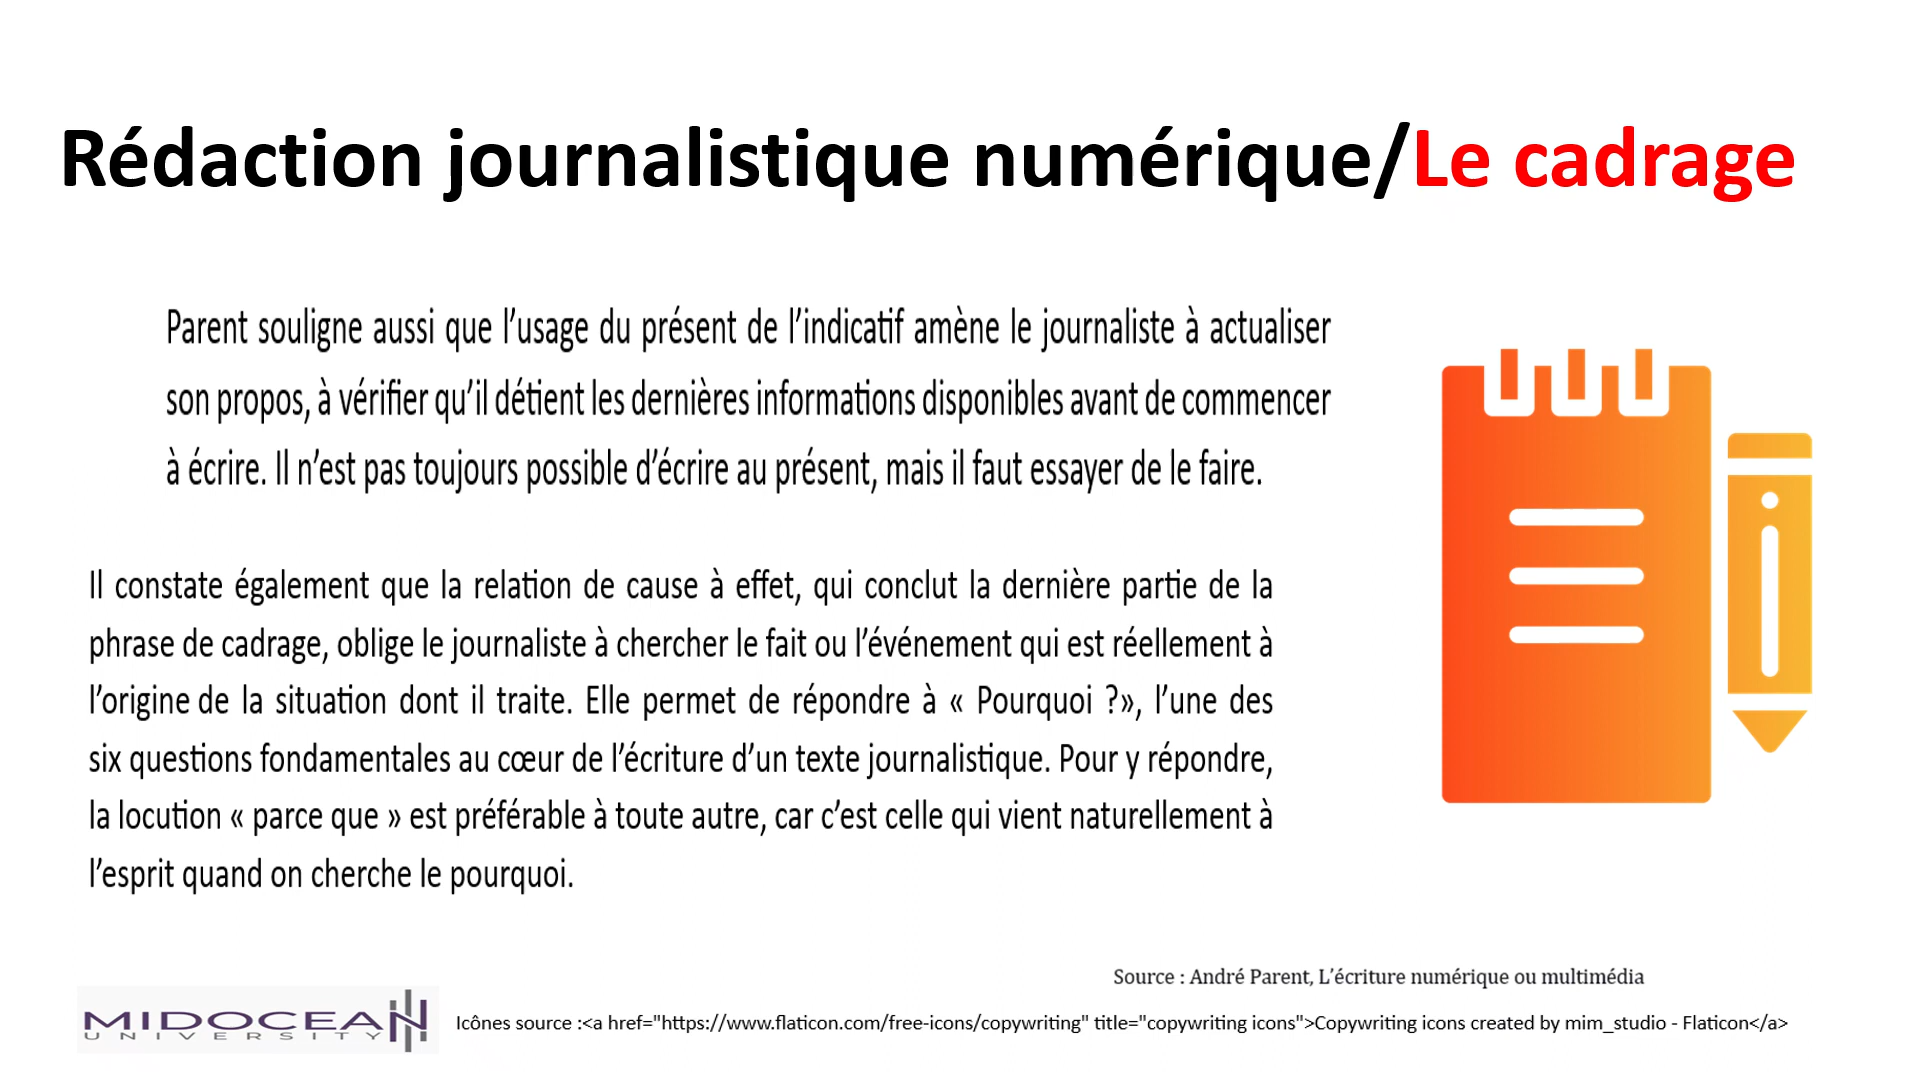 Rédaction journalistique numérique/Le cadrage
Parent souligne aussi que l’usage du présent de l’indicatif amène le journaliste à actualiser
son propos, à vérifier qu’il détient les dernières informations disponibles avant de commencer
à écrire. Il n’est pas toujours possible d’écrire au présent, mais il faut essayer de le faire.
Il constate également que la relation de cause à effet, qui conclut la dernière partie de la
phrase de cadrage, oblige le journaliste à chercher le fait ou l’événement qui est réellement à
l’origine de la situation dont il traite. Elle permet de répondre à « Pourquoi ?», l’une des
six questions fondamentales au cœur de l’écriture d’un texte journalistique. Pour y répondre,
la locution « parce que » est préférable à toute autre, car c’est celle qui vient naturellement à
l’esprit quand on cherche le pourquoi.
Source : André Parent, L’écriture numérique ou multimédia
MIDOCEAN
UNIVERSITY
Icônes source :<a href="https://www.flaticon.com/free-icons/copywriting" title="copywriting icons">Copywriting icons created by mim_studio - Flaticon</a>